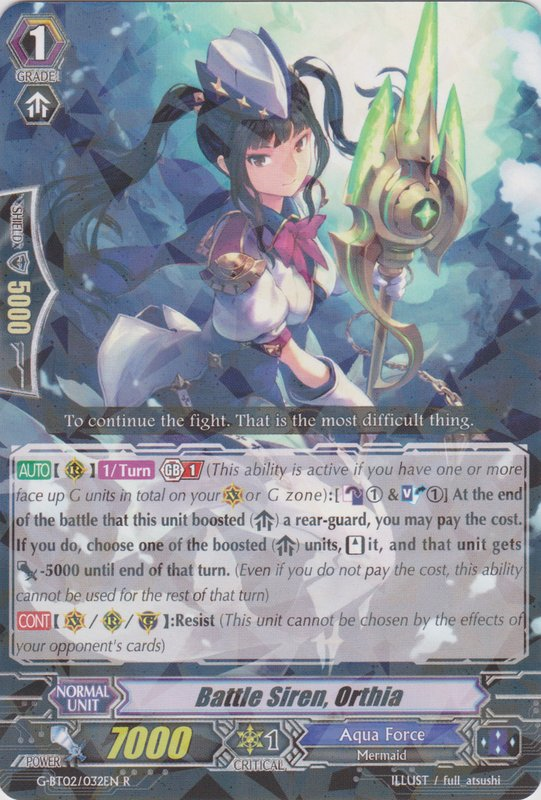 1
GRADE
SHIELD
5000
To continue the fight. That is the most difficult thing.
AUTO【 R 】1/Turn GB 1 (This ability is active if you have one or
more face up G units in total on your V or G zone):[ ① & V ①] At the end
of the battle that this unit boosted ( ) a rear-guard, you may pay the cost.
If you do, choose one of the boosted ( ) units, it, and that unit gets
-5000 until end of that turn. (Even if you do not pay the cost, this ability
cannot be used for the rest of that turn)
CONT【 V / R / G 】:Resist (This unit cannot be chosen by the effects of
your opponent's cards)
NORMAL
UNIT
Battle Siren, Orthia
POWER
7000
1
CRITICAL
Aqua Force
Mermaid
G-BT02/032EN R
ILLUST / full_atsushi